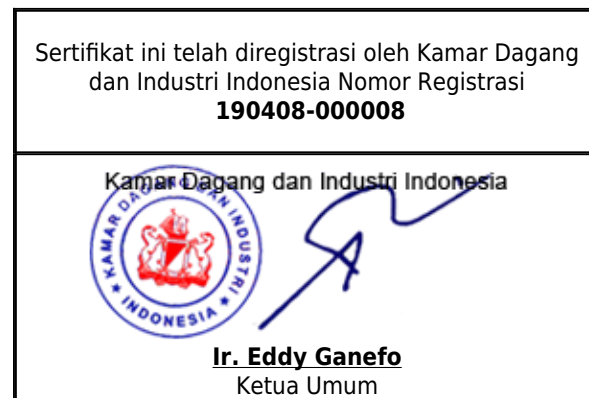 Sertifikat ini telah diregistrasi oleh Kamar Dagang
dan Industri Indonesia Nomor Registrasi
190408-000008
Kamar Dagang dan Industri Indonesia
KAMAR DAGANG DAN INDUSTRI
INDONESIA
Ir. Eddy Ganefo
Ketua Umum